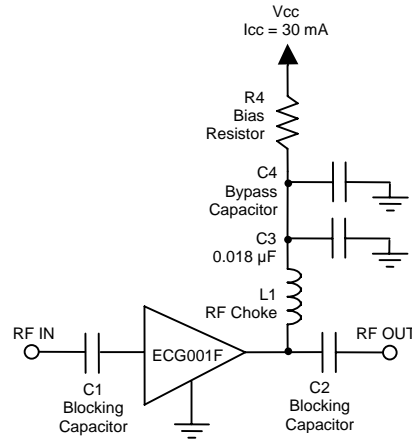 Vcc
Icc = 30 mA
R4
Bias
Resistor
C4
Bypass
Capacitor
C3
0.018 µF
L1
RF Choke
RF IN
ECG001F
RF OUT
C1
Blocking
Capacitor
C2
Blocking
Capacitor